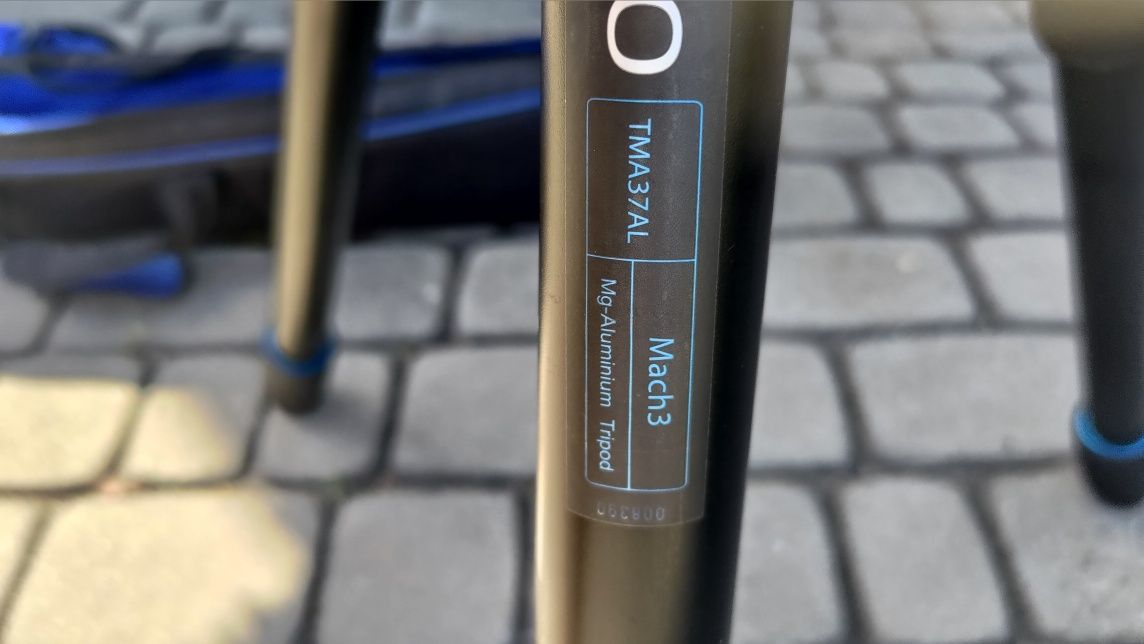 O
TMA37AL
Mach3
Mg-Aluminium Tripod